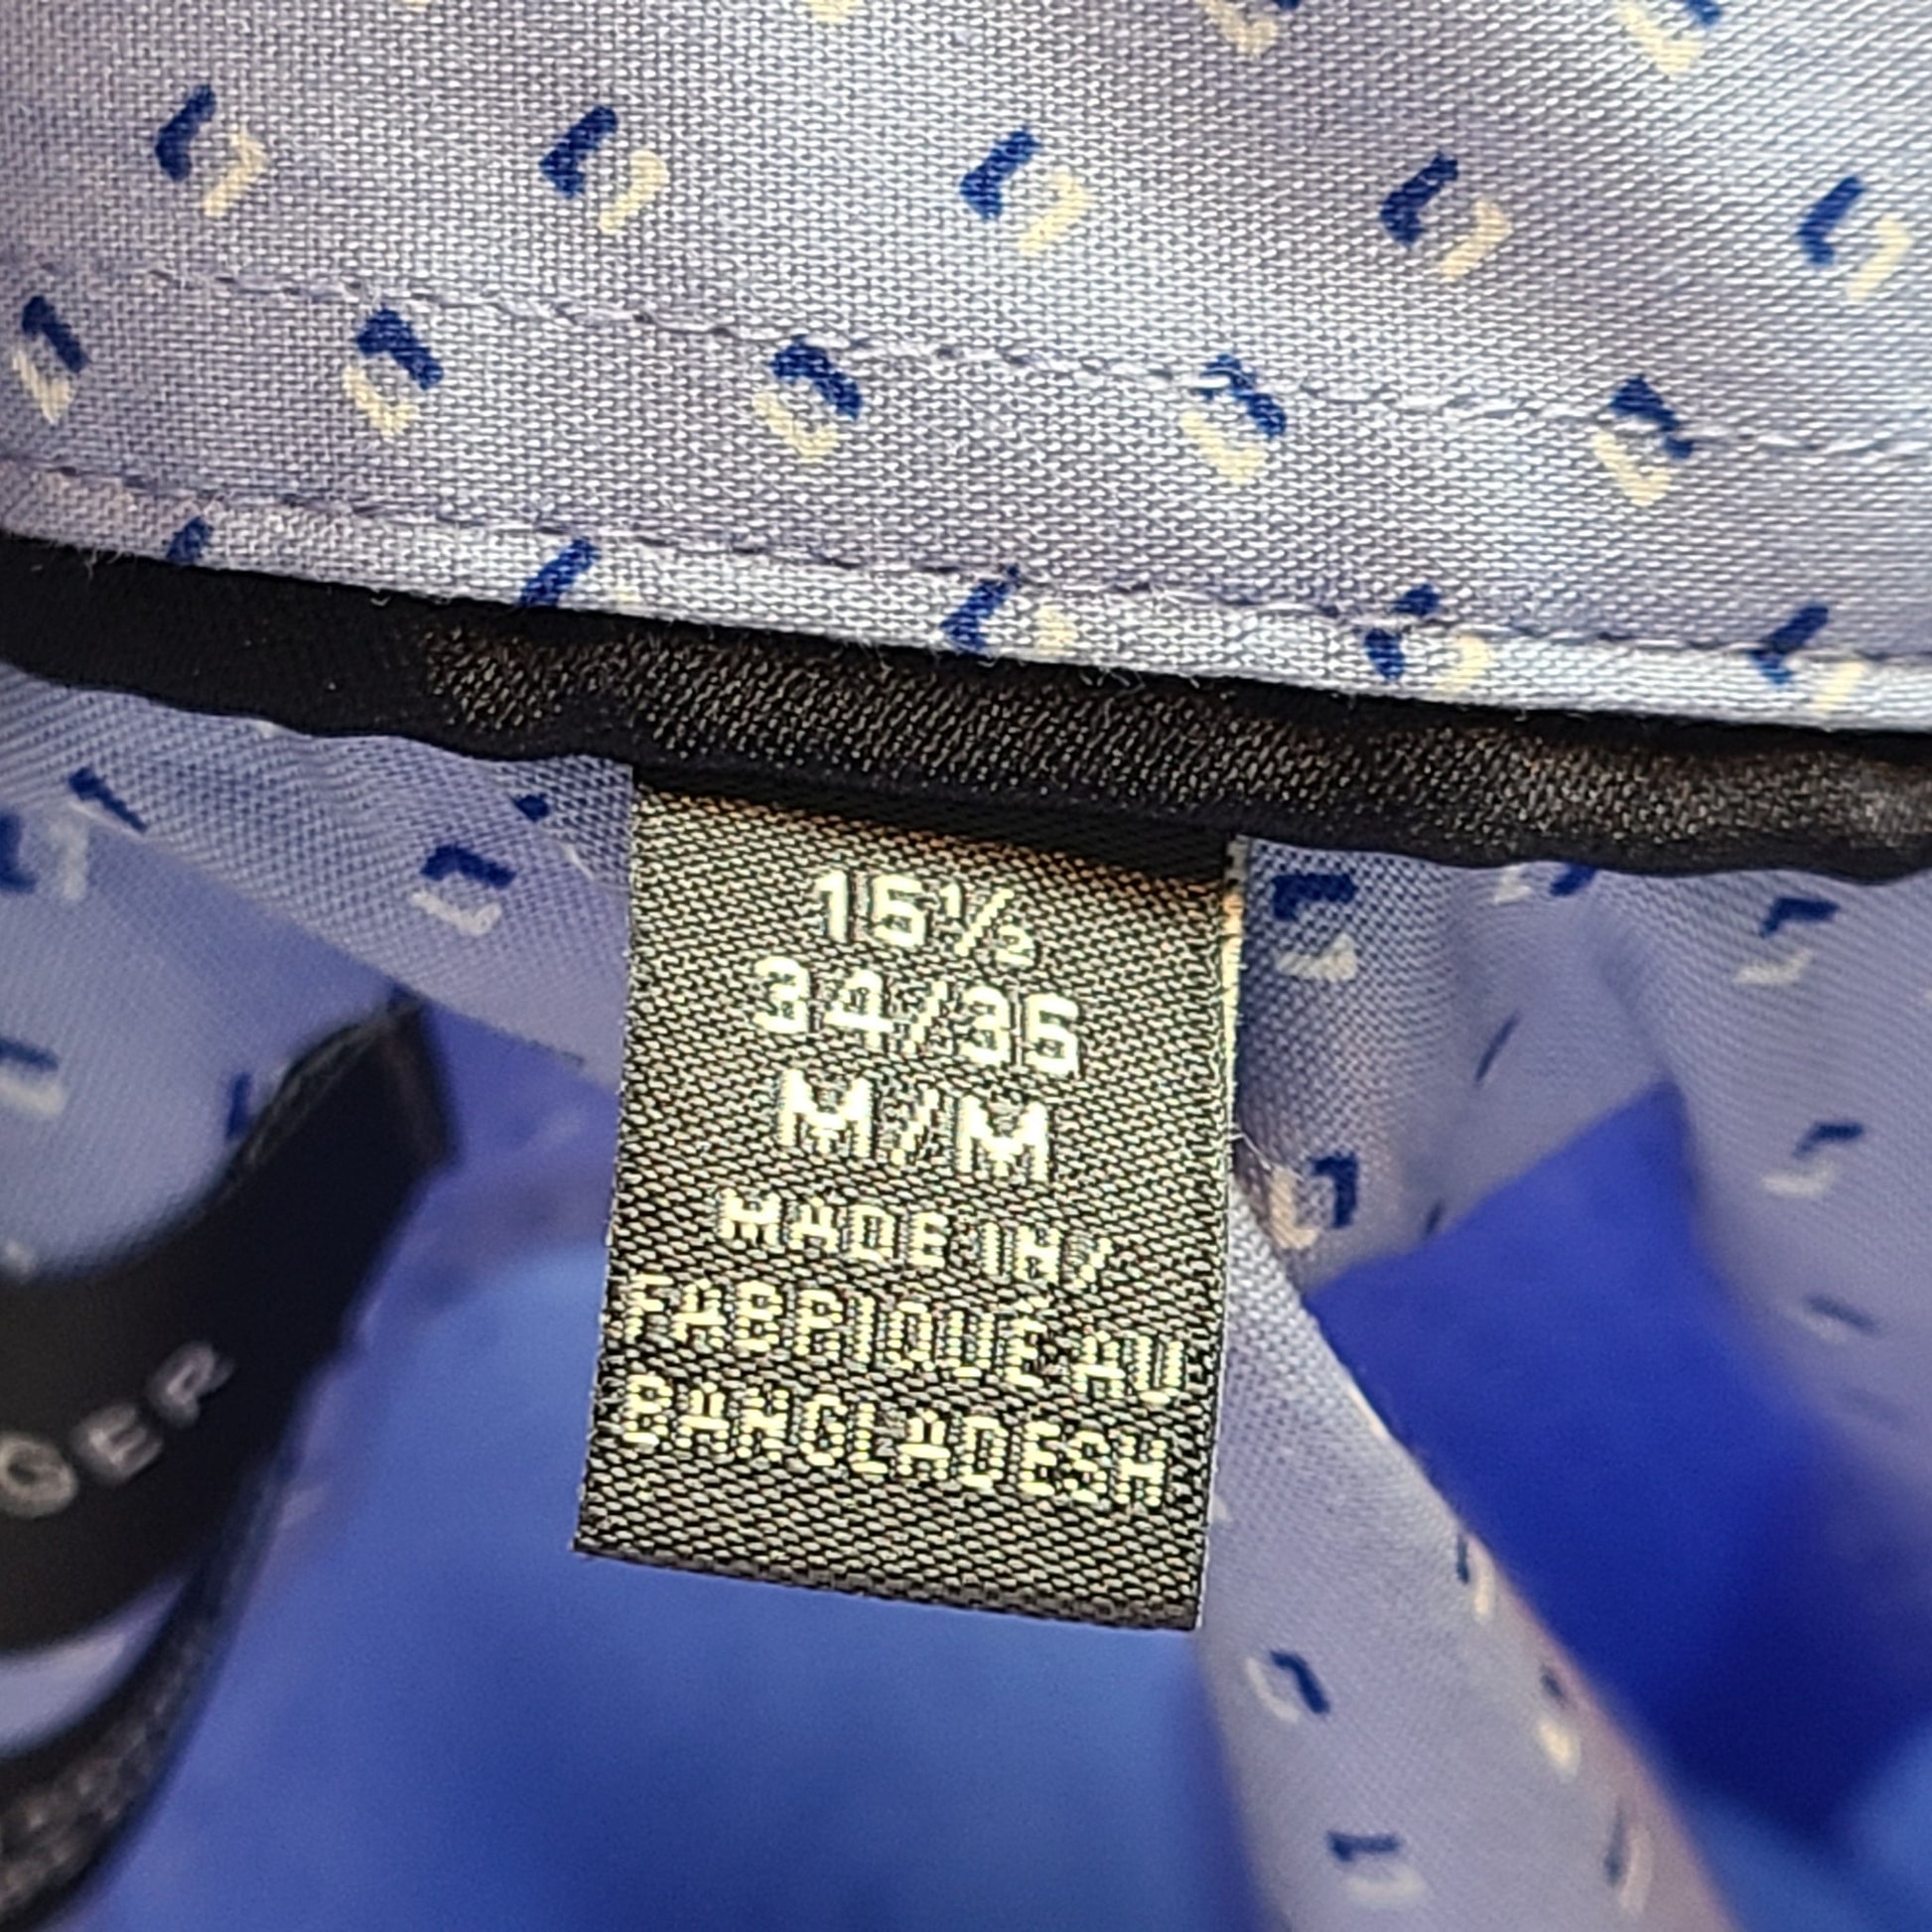 15½
34/35
M/M
MADE IN/
FABRIQUÉ AU
BANGLADESH
GER